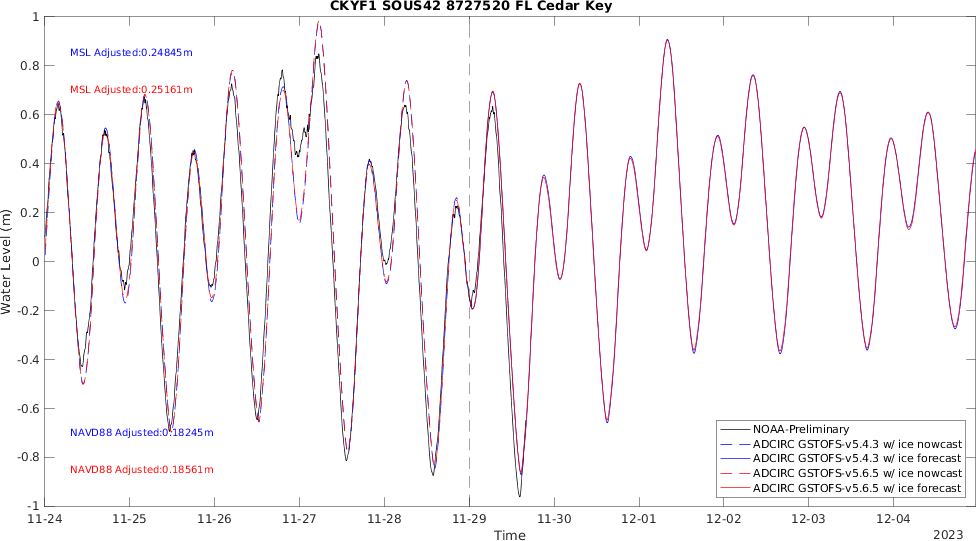 CKYF1 SOUS42 8727520 FL Cedar Key
1
0.8
0.6
0.4
0.2
0
-0.2
-0.4
-0.6
-0.8
-1
Water Level (m)
MSL Adjusted:0.24845m
MSL Adjusted:0.25161m
NAVD88 Adjusted:0.18245m
NAVD88 Adjusted:0.18561m
NOAA-Preliminary
ADCIRC GSTOFS-v5.4.3 w/ ice nowcast
ADCIRC GSTOFS-v5.4.3 w/ ice forecast
ADCIRC GSTOFS-v5.6.5 w/ ice nowcast
ADCIRC GSTOFS-v5.6.5 w/ ice forecast
11-24 11-25 11-26 11-27 11-28 11-29 11-30 12-01 12-02 12-03 12-04
Time
2023